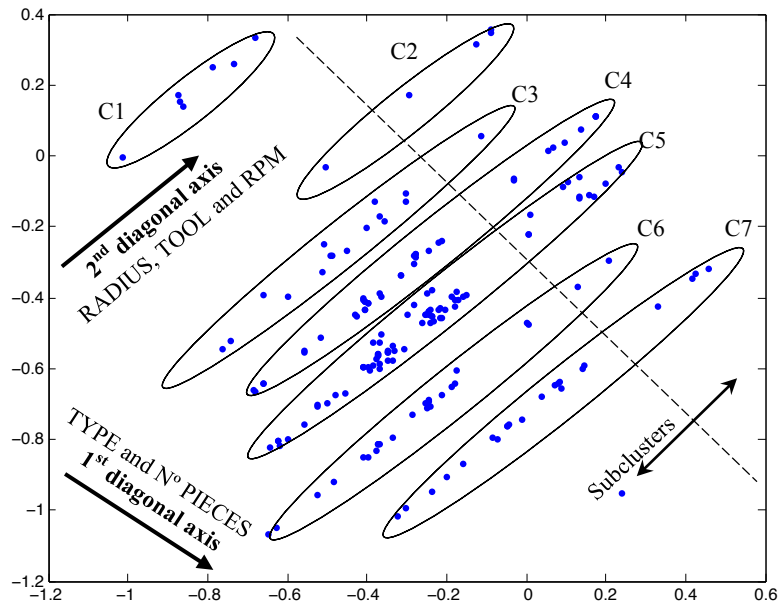 0.4
C2
C4
0.2
C1
C3
C5
0
2nd diagonal axis
RADIUS, TOOL and RPM
−0.2
C6
C7
−0.4
−0.6
TYPE and Nº PIECES
1st diagonal axis
−0.8
Subclusters
−1
−1.2
−1.2
−1
−0.8
−0.6
−0.4
−0.2
0
0.2
0.4
0.6